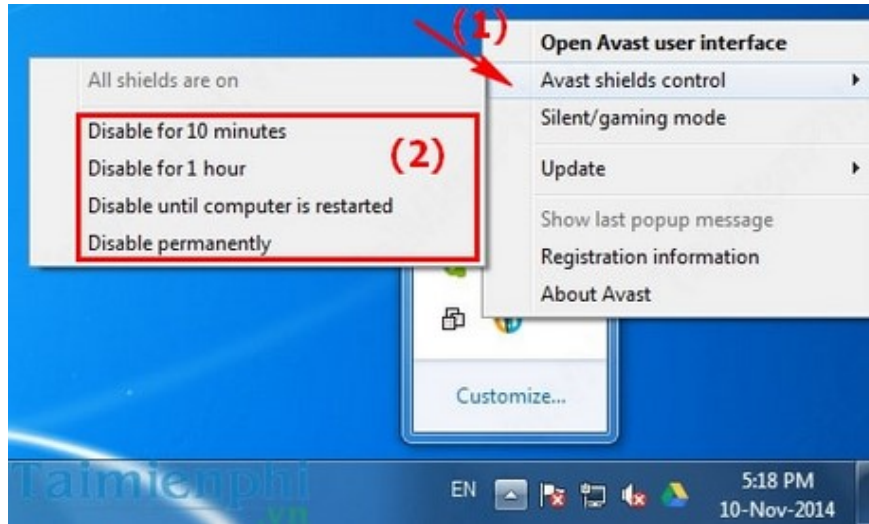 (1)
Open Avast user interface
Avast shields control
Silent/gaming mode
Update
Show last popup message
Registration information
About Avast
All shields are on
(2)
Disable for 10 minutes
Disable for 1 hour
Disable until computer is restarted
Disable permanently
Customize...
Taimienphi
.vn
EN
5:18 PM
10-Nov-2014